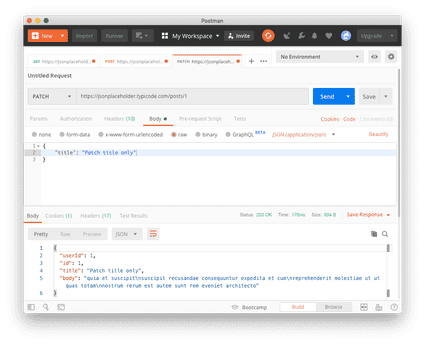 Postman
New
Import
Runner
My Workspace
Invite
Upgrade
GET https://jsonplaceholder.typicod...
POST https://jsonplaceholder.typicod...
PATCH https://jsonplaceh...
No Environment
Untitled Request
PATCH
https://jsonplaceholder.typicode.com/posts/1
Send
Save
Params
Authorization
Headers (10)
Body
Pre-request Script
Tests
Cookies
Code
Comments (0)
none
form-data
x-www-form-urlencoded
raw
binary
GraphQL BETA
JSON (application/json)
Beautify
1 {
2 "title": "Patch title only"
3 }
Body
Cookies (1)
Headers (17)
Test Results
Status: 200 OK
Time: 170ms
Size: 904 B
Save Response
Pretty
Raw
Preview
JSON
1 {
2 "userId": 1,
3 "id": 1,
4 "title": "Patch title only",
5 "body": "quia et suscipit\nsuscipit recusandae consequuntur expedita et cum\nreprehenderit molestiae ut ut
quas totam\nnostrum rerum est autem sunt rem eveniet architecto"
6 }
Bootcamp
Build
Browse